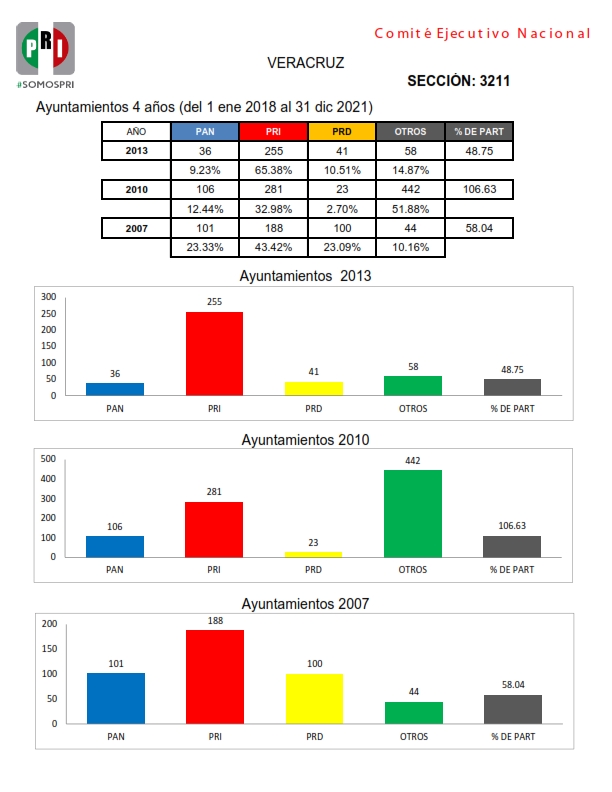 Comité Ejecutivo Nacional
PRI
#SOMOSPRI
VERACRUZ
SECCIÓN: 3211
Ayuntamientos 4 años (del 1 ene 2018 al 31 dic 2021)
AÑO PAN PRI PRD OTROS % DE PART
2013 36 255 41 58 48.75
9.23% 65.38% 10.51% 14.87%
2010 106 281 23 442 106.63
12.44% 32.98% 2.70% 51.88%
2007 101 188 100 44 58.04
23.33% 43.42% 23.09% 10.16%
Ayuntamientos 2013
300
250
200
150
100
50
0
36 255 41 58 48.75
PAN PRI PRD OTROS % DE PART
Ayuntamientos 2010
500
400
300
200
100
0
106 281 23 442 106.63
PAN PRI PRD OTROS % DE PART
Ayuntamientos 2007
200
150
100
50
0
101 188 100 44 58.04
PAN PRI PRD OTROS % DE PART